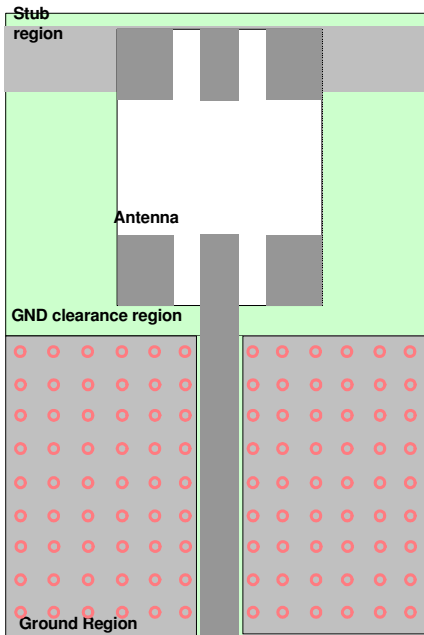 Stub
region
Antenna
GND clearance region
Ground Region